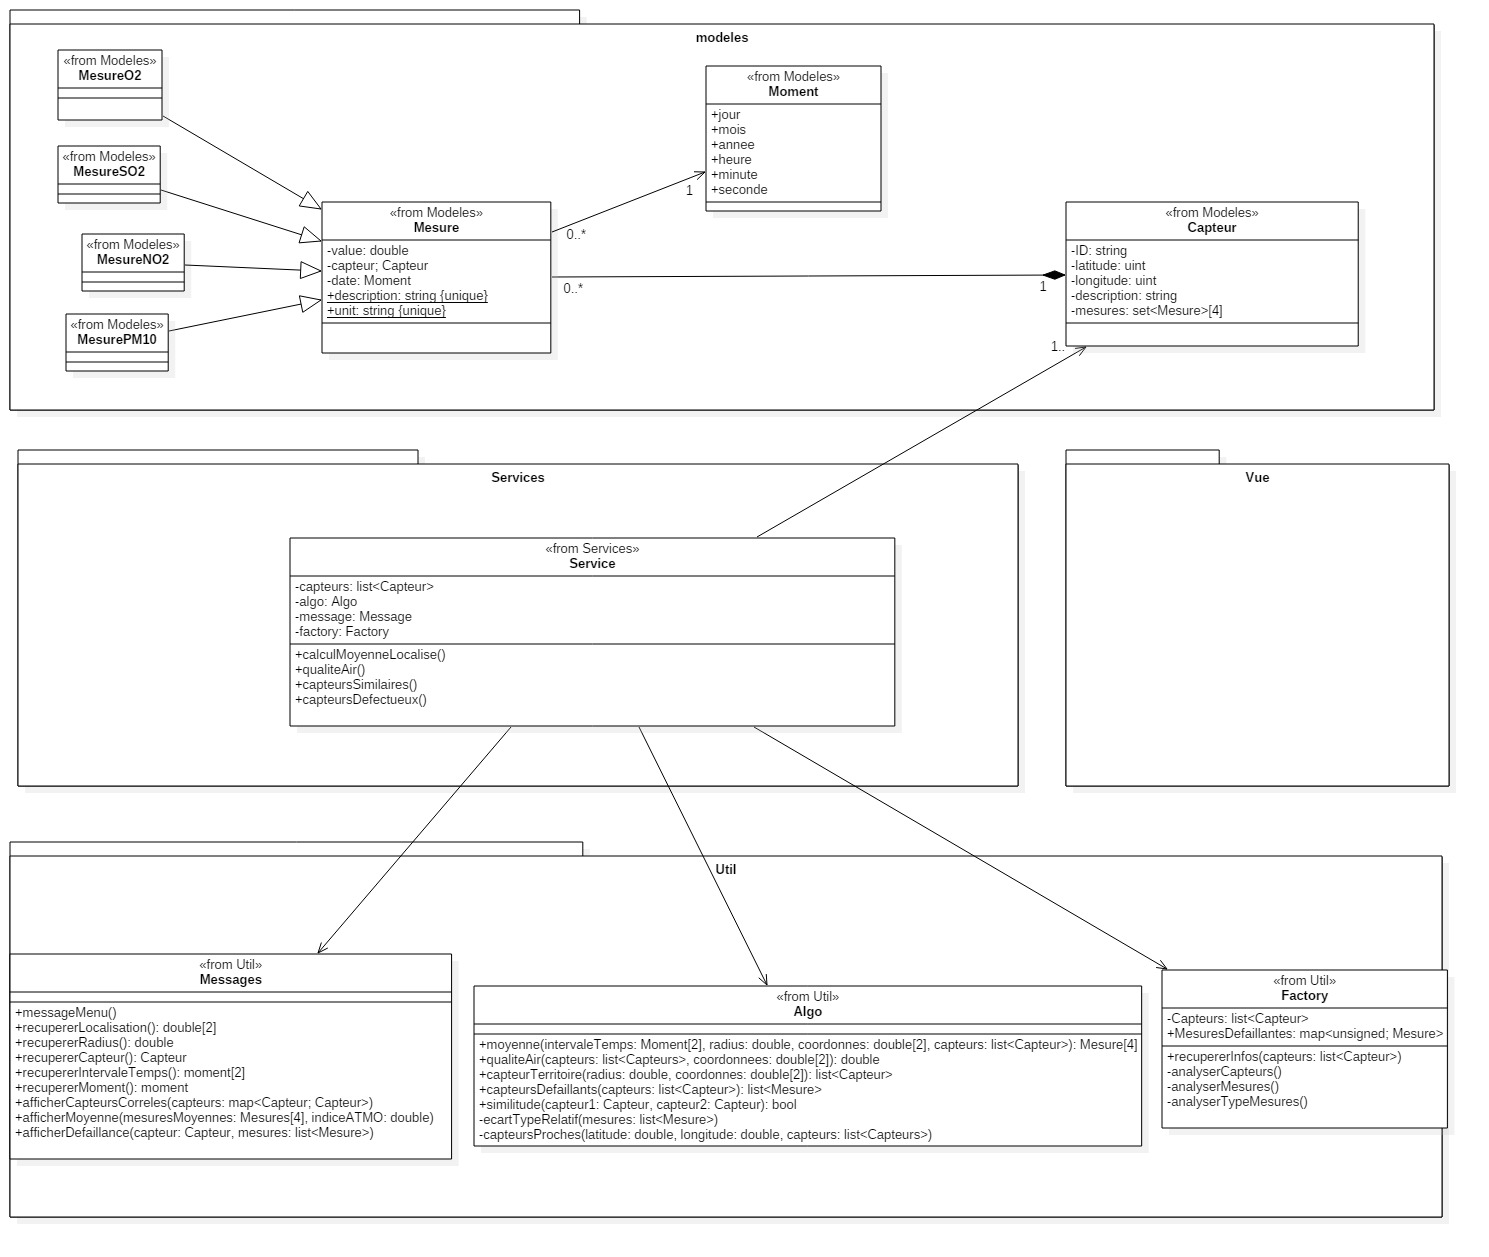 modeles
«from Modeles»
MesureO2
«from Modeles»
MesureSO2
«from Modeles»
MesureNO2
«from Modeles»
MesurePM10
«from Modeles»
Mesure
-value: double
-capteur; Capteur
-date: Moment
+description: string {unique}
+unit: string {unique}
0..*
1
0..*
1
«from Modeles»
Moment
+jour
+mois
+annee
+heure
+minute
+seconde
«from Modeles»
Capteur
-ID: string
-latitude: uint
-longitude: uint
-description: string
-mesures: set<Mesure>[4]
1..
Services
«from Services»
Service
-capteurs: list<Capteur>
-algo: Algo
-message: Message
-factory: Factory
+calculMoyenneLocalise()
+qualiteAir()
+capteursSimilaires()
+capteursDefectueux()
Vue
Util
«from Util»
Messages
+messageMenu()
+recupererLocalisation(): double[2]
+recupererRadius(): double
+recupererCapteur(): Capteur
+recupererIntervaleTemps(): moment[2]
+recupererMoment(): moment
+afficherCapteursCorreles(capteurs: map<Capteur; Capteur>)
+afficherMoyenne(mesuresMoyennes: Mesures[4], indiceATMO: double)
+afficherDefaillance(capteur: Capteur, mesures: list<Mesure>)
«from Util»
Algo
+moyenne(intervaleTemps: Moment[2], radius: double, coordonnes: double[2], capteurs: list<Capteur>): Mesure[4]
+qualiteAir(capteurs: list<Capteurs>, coordonnees: double[2]): double
+capteurTerritoire(radius: double, coordonnes: double[2]): list<Capteur>
+capteursDefaillants(capteurs: list<Capteur>): list<Mesure>
+similitude(capteur1: Capteur, capteur2: Capteur): bool
-ecartTypeRelatif(mesures: list<Mesure>)
-capteursProches(latitude: double, longitude: double, capteurs: list<Capteurs>)
«from Util»
Factory
-Capteurs: list<Capteur>
+MesuresDefaillantes: map<unsigned; Mesure>
+recupererInfos(capteurs: list<Capteur>)
-analyserCapteurs()
-analyserMesures()
-analyserTypeMesures()